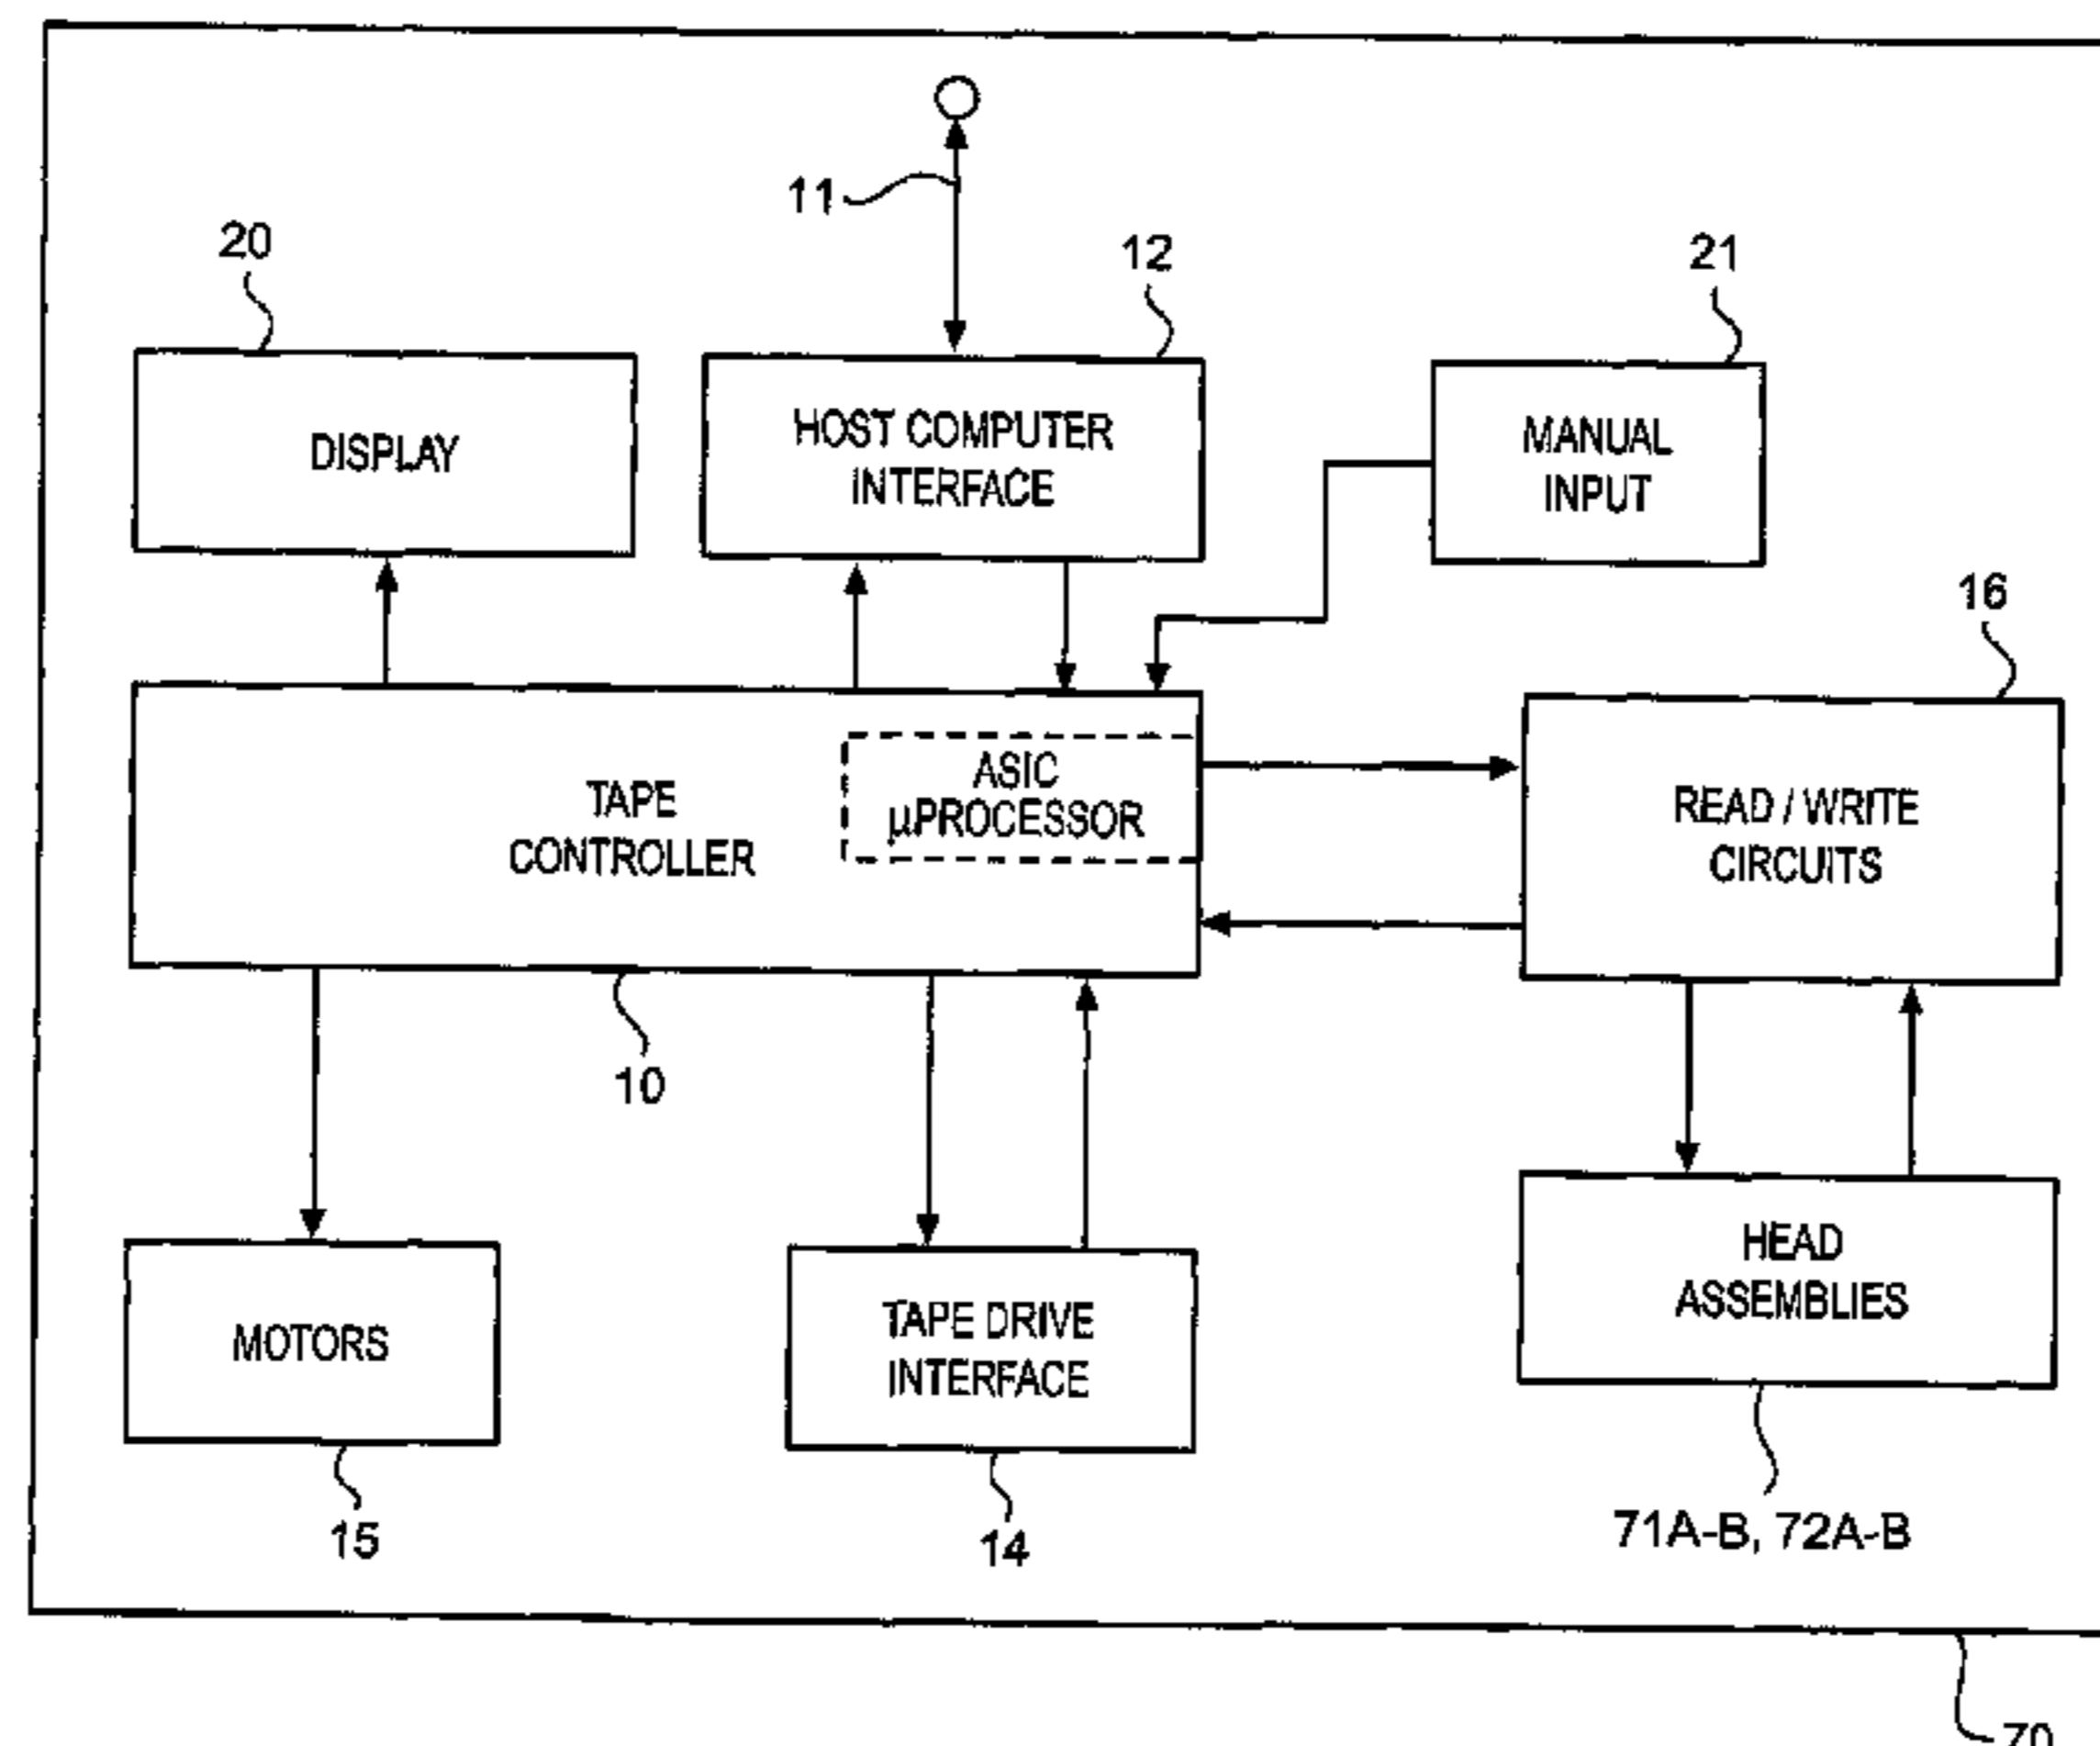 11
20
12
21
DISPLAY
HOST COMPUTER
INTERFACE
MANUAL
INPUT
16
TAPE
CONTROLLER
ASIC
µPROCESSOR
READ / WRITE
CIRCUITS
10
MOTORS
TAPE DRIVE
INTERFACE
HEAD
ASSEMBLIES
15
14
71A-B, 72A-B
70